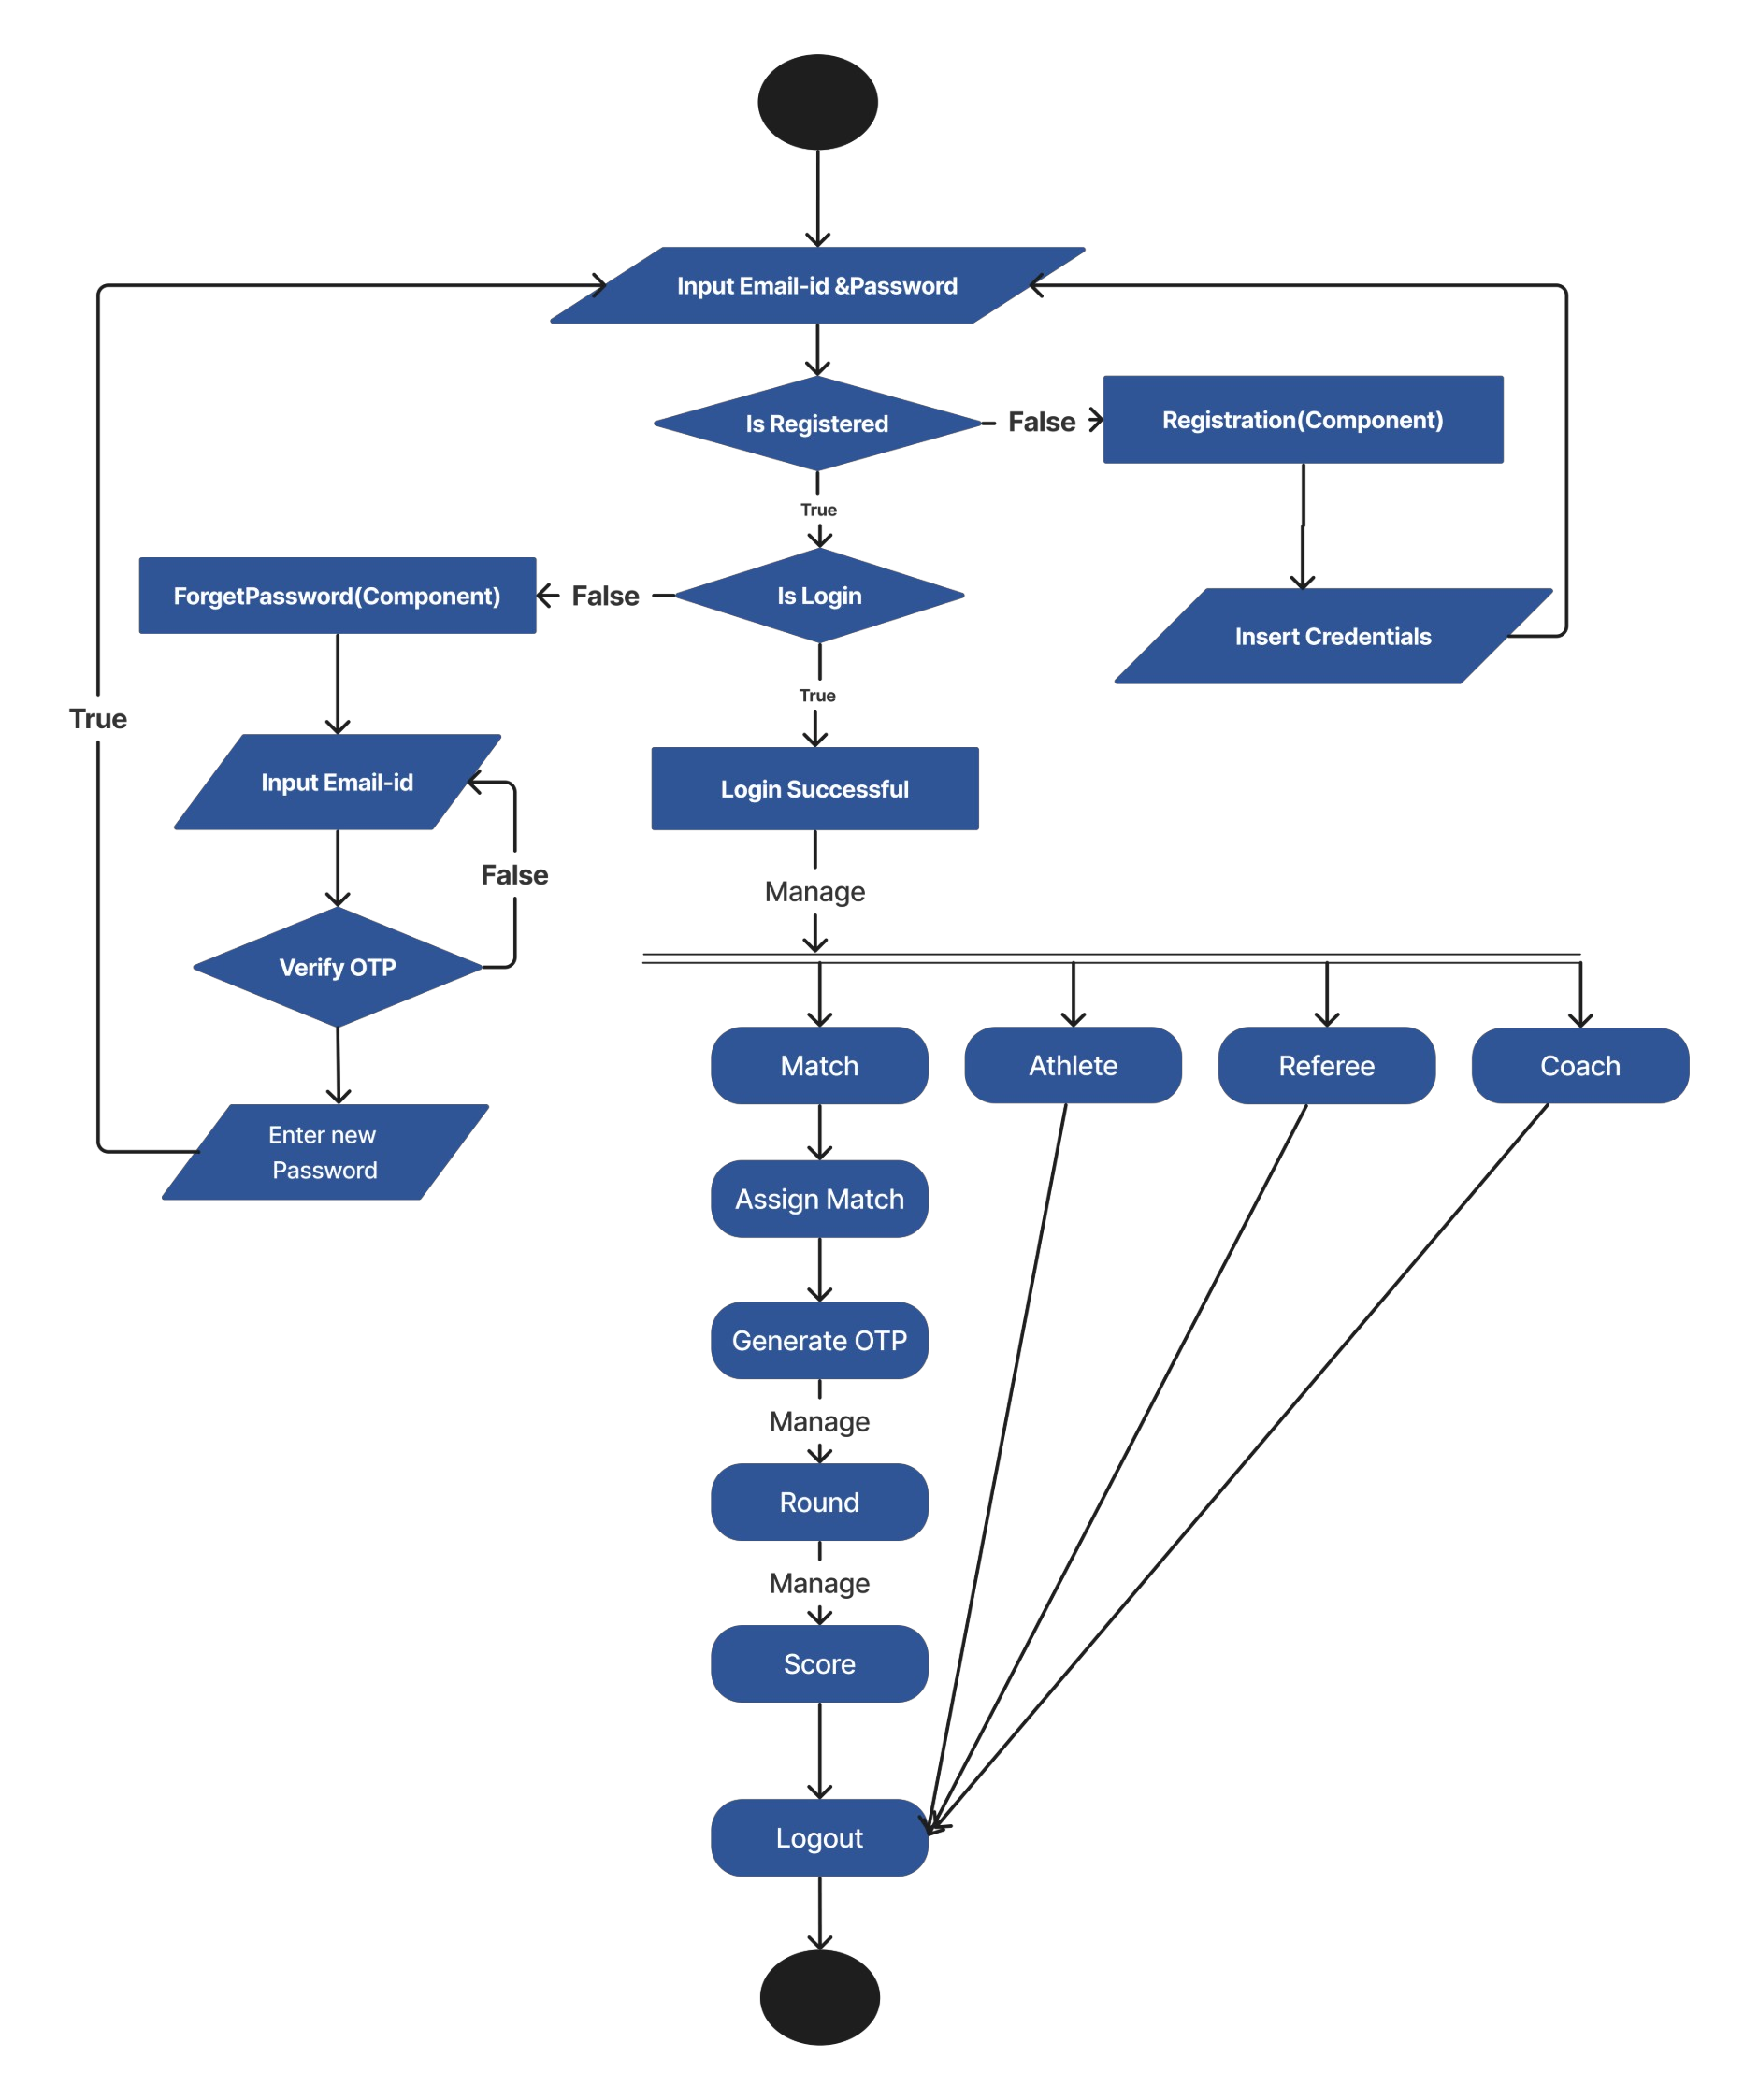 Input Email-id &Password
Is Registered
False
Registration(Component)
True
ForgetPassword(Component)
False
Is Login
Insert Credentials
True
True
Input Email-id
Login Successful
False
Manage
Verify OTP
Match
Athlete
Referee
Coach
Enter new
Password
Assign Match
Generate OTP
Manage
Round
Manage
Score
Logout